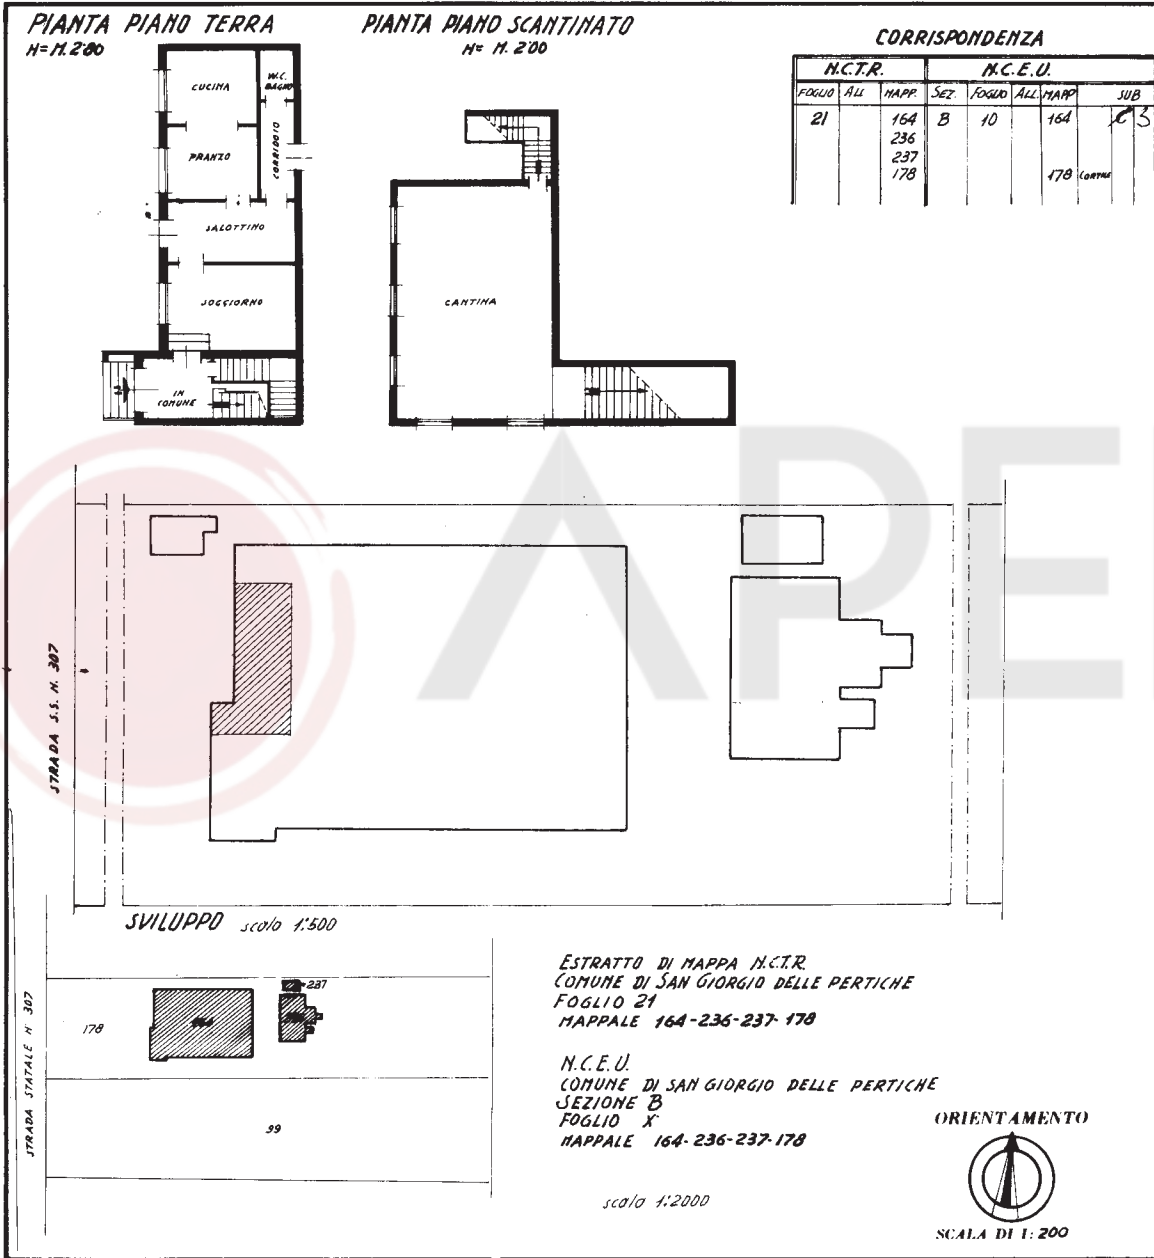 PIANTA PIANO TERRA
H= M. 2'80
PIANTA PIANO SCANTINATO
H= M. 2'00
CORRISPONDENZA
N.C.T.R. N.C.E.U.
FOGLIO ALL MAPP. SEZ. FOGLIO ALL. MAPP SUB
21 164 B 10 164 3
236
237
178 178 CORTILE
CUCINA
W.C.
BAGNO
PRANZO
CORRIDOIO
SALOTTINO
SOGGIORNO
IN
COMUNE
CANTINA
APE
STRADA S.S. N. 307
SVILUPPO scala 1:500
STRADA STATALE N° 307
178
164
237
99
ESTRATTO DI MAPPA N.C.T.R.
COMUNE DI SAN GIORGIO DELLE PERTICHE
FOGLIO 21
MAPPALE 164-236-237-178
N.C.E.U.
COMUNE DI SAN GIORGIO DELLE PERTICHE
SEZIONE B
FOGLIO X
MAPPALE 164-236-237-178
scala 1:2000
ORIENTAMENTO
SCALA DI 1: 200